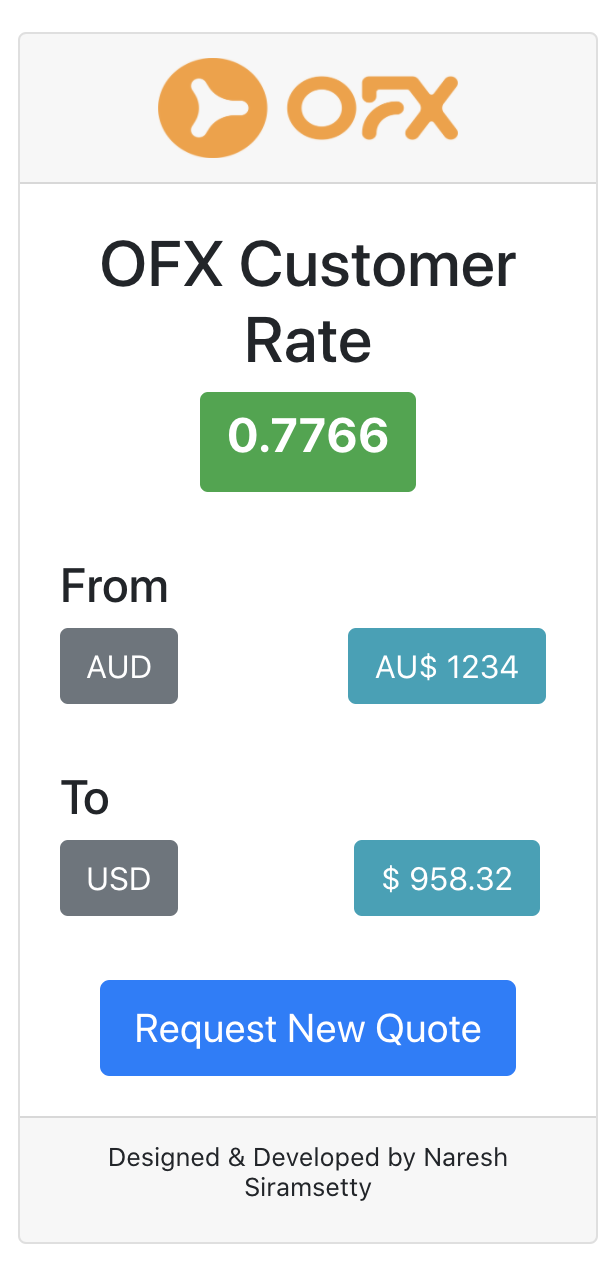 OFX
OFX Customer
Rate
0.7766
From
AUD
AU$ 1234
To
USD
$ 958.32
Request New Quote
Designed & Developed by Naresh
Siramsetty